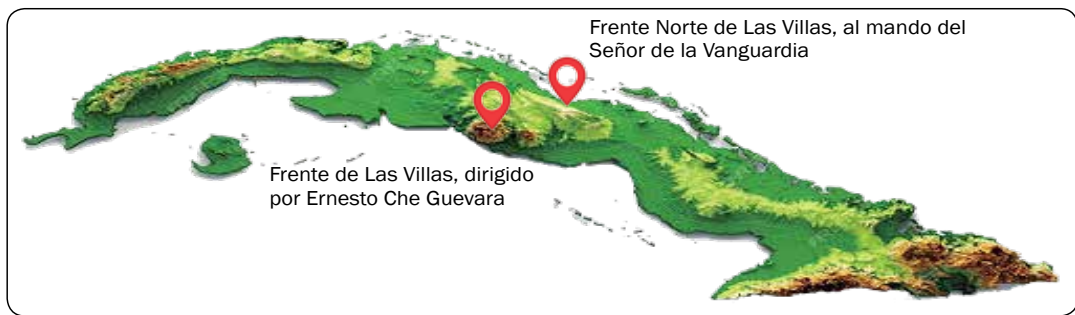 Frente Norte de Las Villas, al mando del
Señor de la Vanguardia
Frente de Las Villas, dirigido
por Ernesto Che Guevara